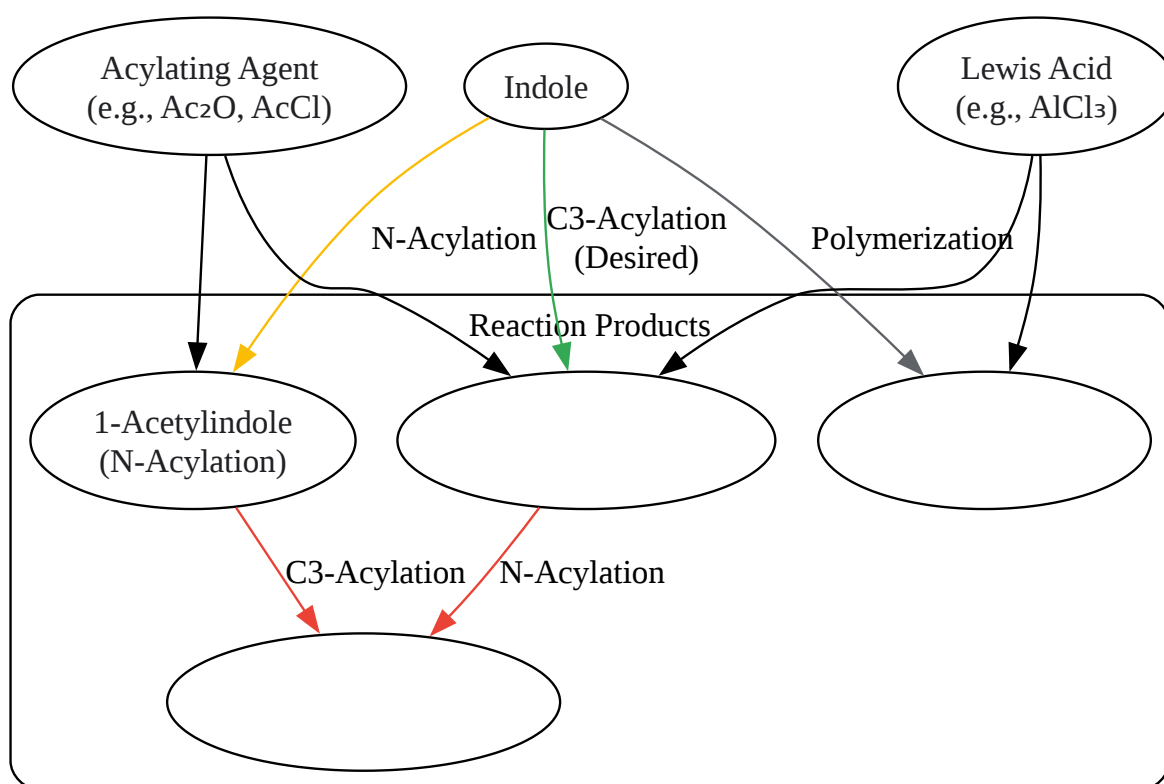 Acylating Agent
(e.g., Ac₂O, AcCl)
Indole
Lewis Acid
(e.g., AlCl₃)
N-Acylation
C3-Acylation
(Desired)
Polymerization
Reaction Products
1-Acetylindole
(N-Acylation)
C3-Acylation
N-Acylation